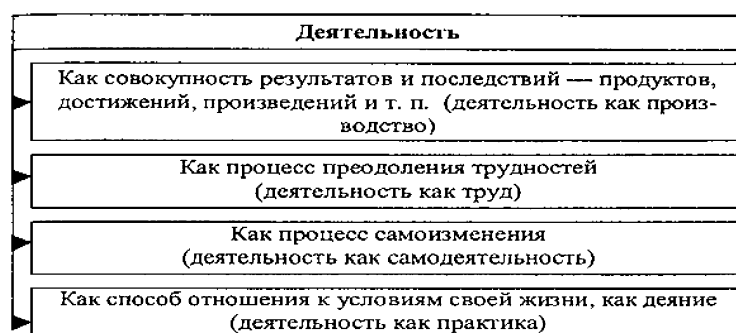 Деятельность
Как совокупность результатов и последствий — продуктов,
достижений, произведений и т. п. (деятельность как произ-
водство)
Как процесс преодоления трудностей
(деятельность как труд)
Как процесс самоизменения
(деятельность как самодеятельность)
Как способ отношения к условиям своей жизни, как деяние
(деятельность как практика)